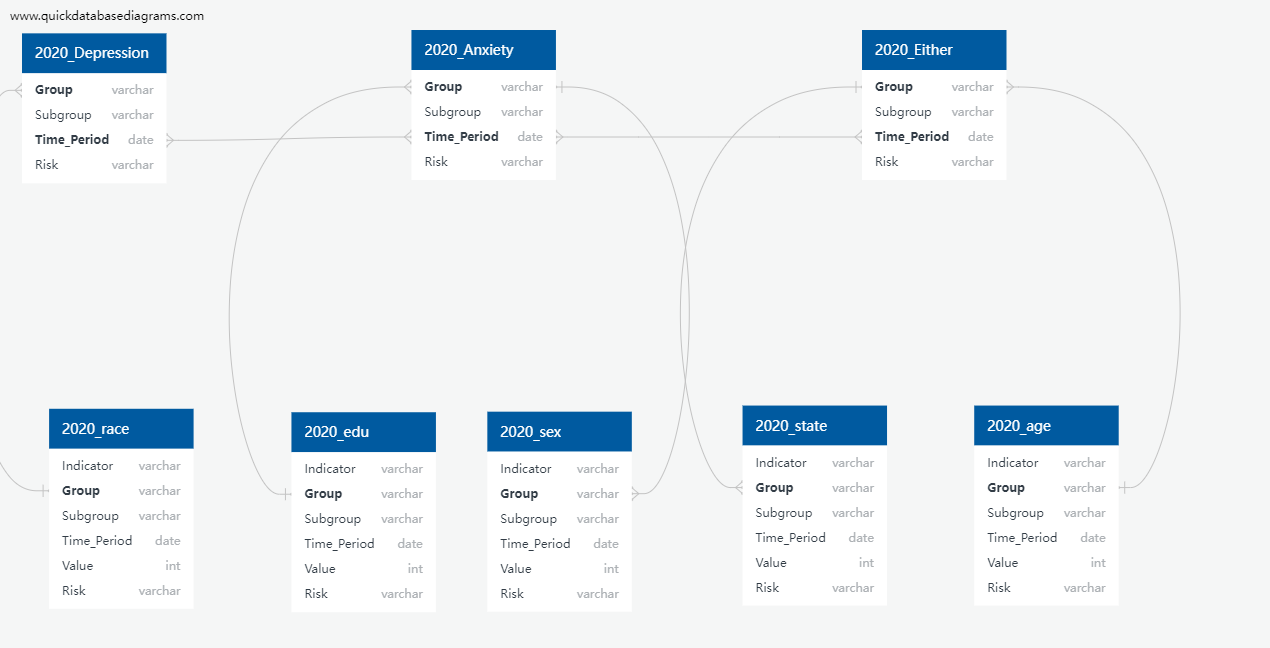 www.quickdatabasediagrams.com
2020_Depression
Group varchar
Subgroup varchar
Time_Period date
Risk varchar
2020_Anxiety
Group varchar
Subgroup varchar
Time_Period date
Risk varchar
2020_Either
Group varchar
Subgroup varchar
Time_Period date
Risk varchar
2020_race
Indicator varchar
Group varchar
Subgroup varchar
Time_Period date
Value int
Risk varchar
2020_edu
Indicator varchar
Group varchar
Subgroup varchar
Time_Period date
Value int
Risk varchar
2020_sex
Indicator varchar
Group varchar
Subgroup varchar
Time_Period date
Value int
Risk varchar
2020_state
Indicator varchar
Group varchar
Subgroup varchar
Time_Period date
Value int
Risk varchar
2020_age
Indicator varchar
Group varchar
Subgroup varchar
Time_Period date
Value int
Risk varchar